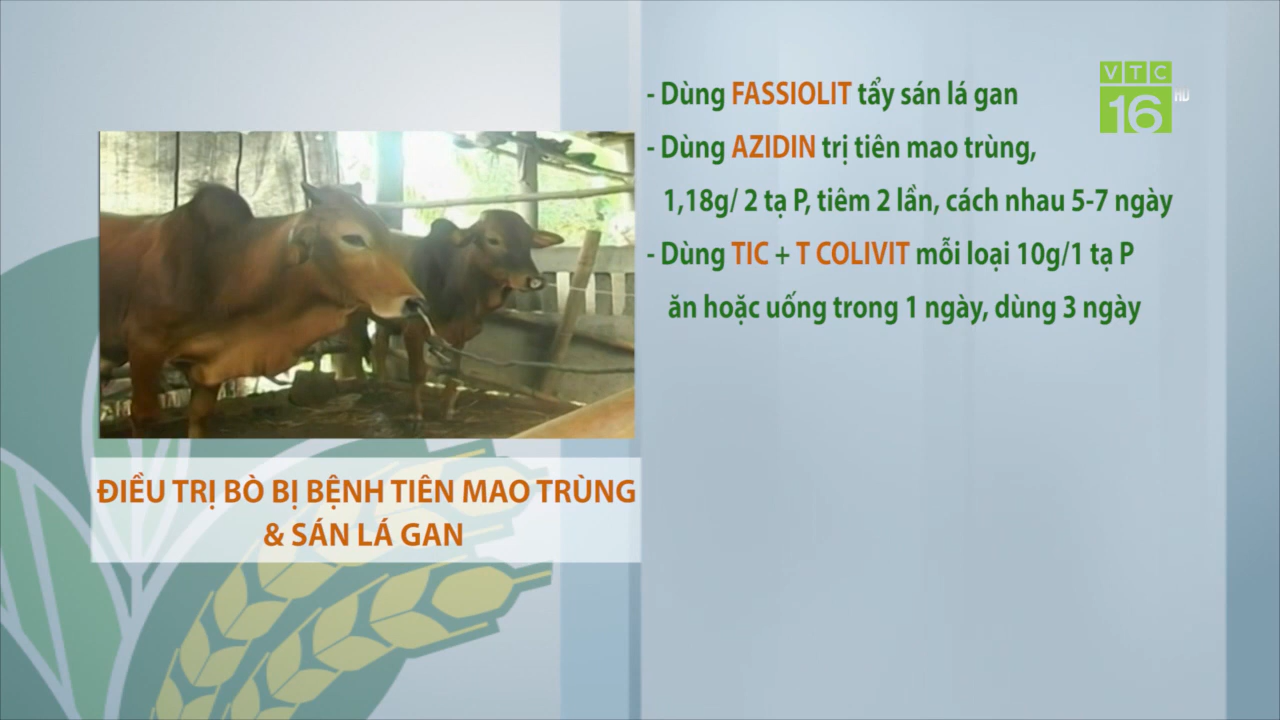 - Dùng FASSIOLIT tẩy sán lá gan
- Dùng AZIDIN trị tiên mao trùng,
1,18g/ 2 tạ P, tiêm 2 lần, cách nhau 5-7 ngày
- Dùng TIC + T COLIVIT mỗi loại 10g/1 tạ P
ăn hoặc uống trong 1 ngày, dùng 3 ngày
VTC
16 HD
ĐIỀU TRỊ BÒ BỊ BỆNH TIÊN MAO TRÙNG
& SÁN LÁ GAN